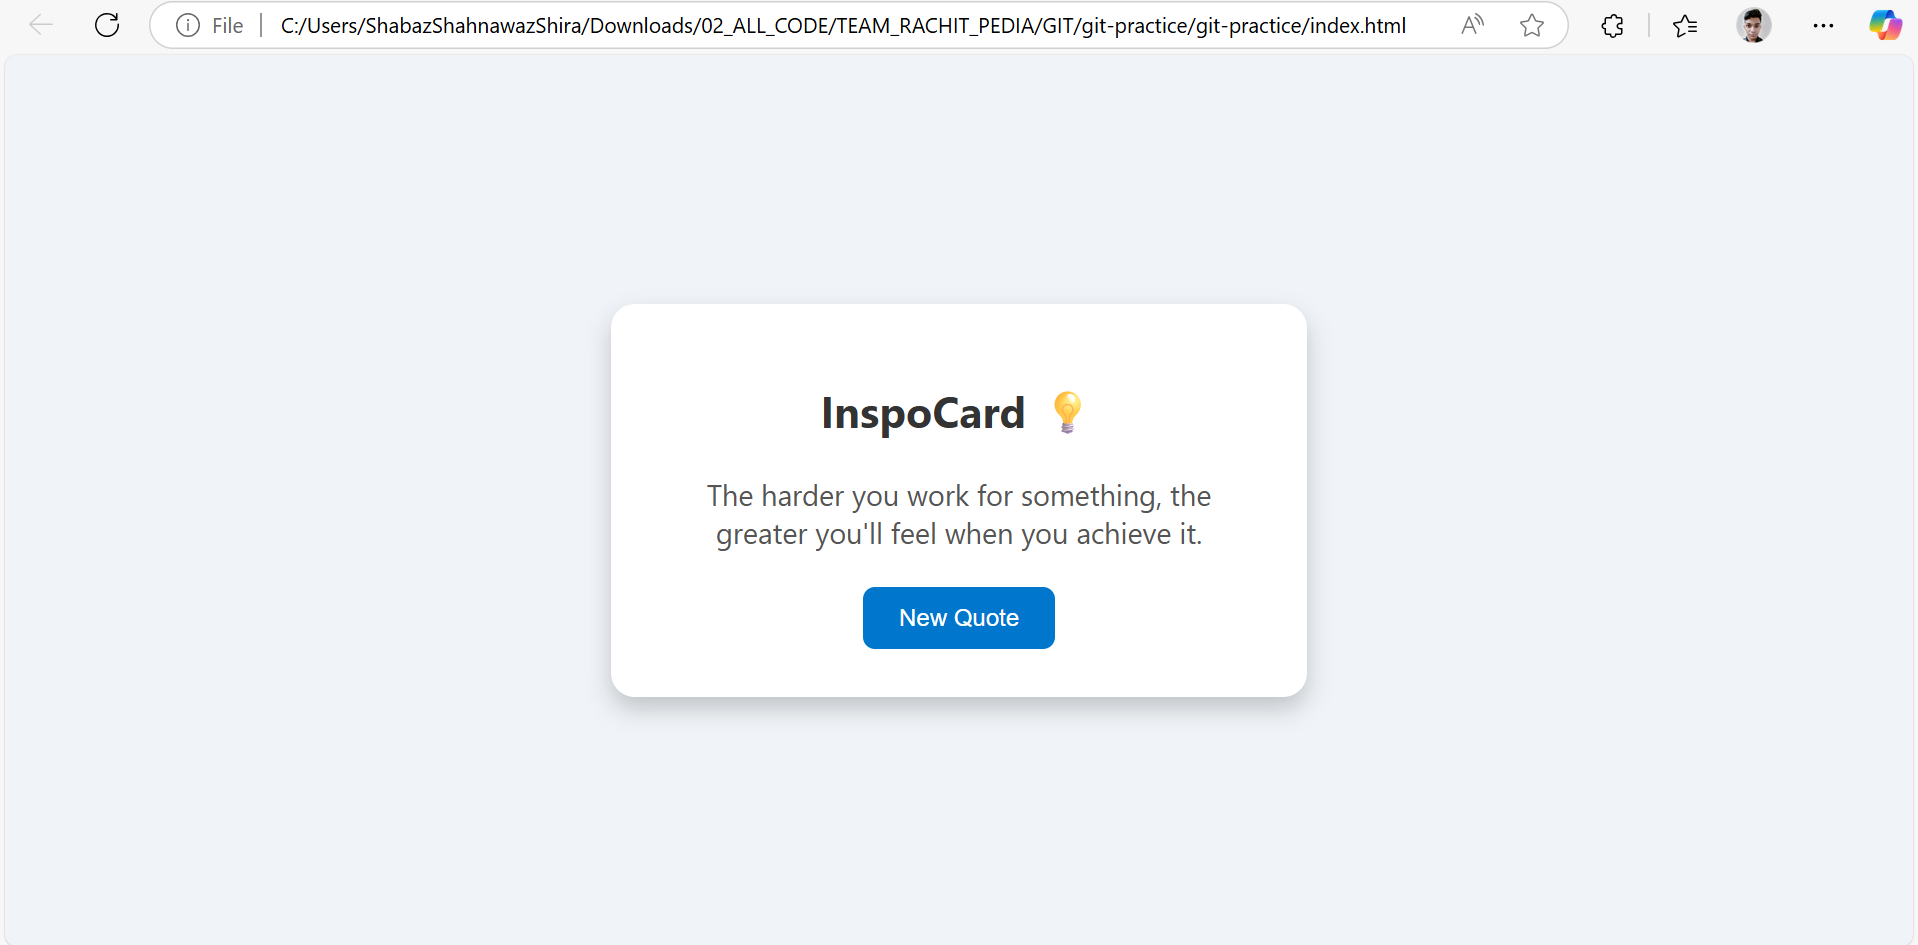 File C:/Users/ShabazShahnawazShira/Downloads/02_ALL_CODE/TEAM_RACHIT_PEDIA/GIT/git-practice/git-practice/index.html
InspoCard 💡
The harder you work for something, the
greater you'll feel when you achieve it.
New Quote